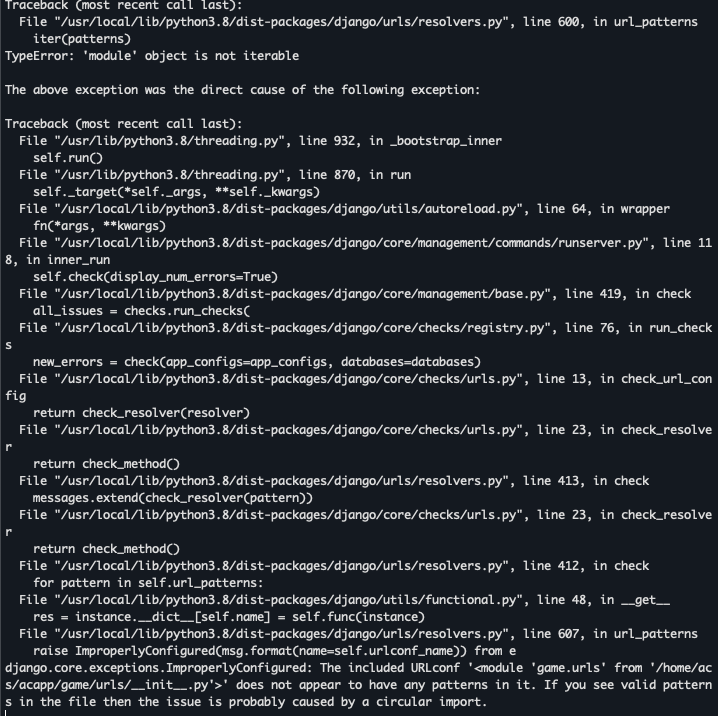 Traceback (most recent call last):
  File "/usr/local/lib/python3.8/dist-packages/django/urls/resolvers.py", line 600, in url_patterns
    iter(patterns)
TypeError: 'module' object is not iterable

The above exception was the direct cause of the following exception:

Traceback (most recent call last):
  File "/usr/lib/python3.8/threading.py", line 932, in _bootstrap_inner
    self.run()
  File "/usr/lib/python3.8/threading.py", line 870, in run
    self._target(*self._args, **self._kwargs)
  File "/usr/local/lib/python3.8/dist-packages/django/utils/autoreload.py", line 64, in wrapper
    fn(*args, **kwargs)
  File "/usr/local/lib/python3.8/dist-packages/django/core/management/commands/runserver.py", line 11
8, in inner_run
    self.check(display_num_errors=True)
  File "/usr/local/lib/python3.8/dist-packages/django/core/management/base.py", line 419, in check
    all_issues = checks.run_checks(
  File "/usr/local/lib/python3.8/dist-packages/django/core/checks/registry.py", line 76, in run_check
s
    new_errors = check(app_configs=app_configs, databases=databases)
  File "/usr/local/lib/python3.8/dist-packages/django/core/checks/urls.py", line 13, in check_url_con
fig
    return check_resolver(resolver)
  File "/usr/local/lib/python3.8/dist-packages/django/core/checks/urls.py", line 23, in check_resolve
r
    return check_method()
  File "/usr/local/lib/python3.8/dist-packages/django/urls/resolvers.py", line 413, in check
    messages.extend(check_resolver(pattern))
  File "/usr/local/lib/python3.8/dist-packages/django/core/checks/urls.py", line 23, in check_resolve
r
    return check_method()
  File "/usr/local/lib/python3.8/dist-packages/django/urls/resolvers.py", line 412, in check
    for pattern in self.url_patterns:
  File "/usr/local/lib/python3.8/dist-packages/django/utils/functional.py", line 48, in __get__
    res = instance.__dict__[self.name] = self.func(instance)
  File "/usr/local/lib/python3.8/dist-packages/django/urls/resolvers.py", line 607, in url_patterns
    raise ImproperlyConfigured(msg.format(name=self.urlconf_name)) from e
django.core.exceptions.ImproperlyConfigured: The included URLconf '<module 'game.urls' from '/home/ac
s/acapp/game/urls/__init__.py'>' does not appear to have any patterns in it. If you see valid pattern
s in the file then the issue is probably caused by a circular import.